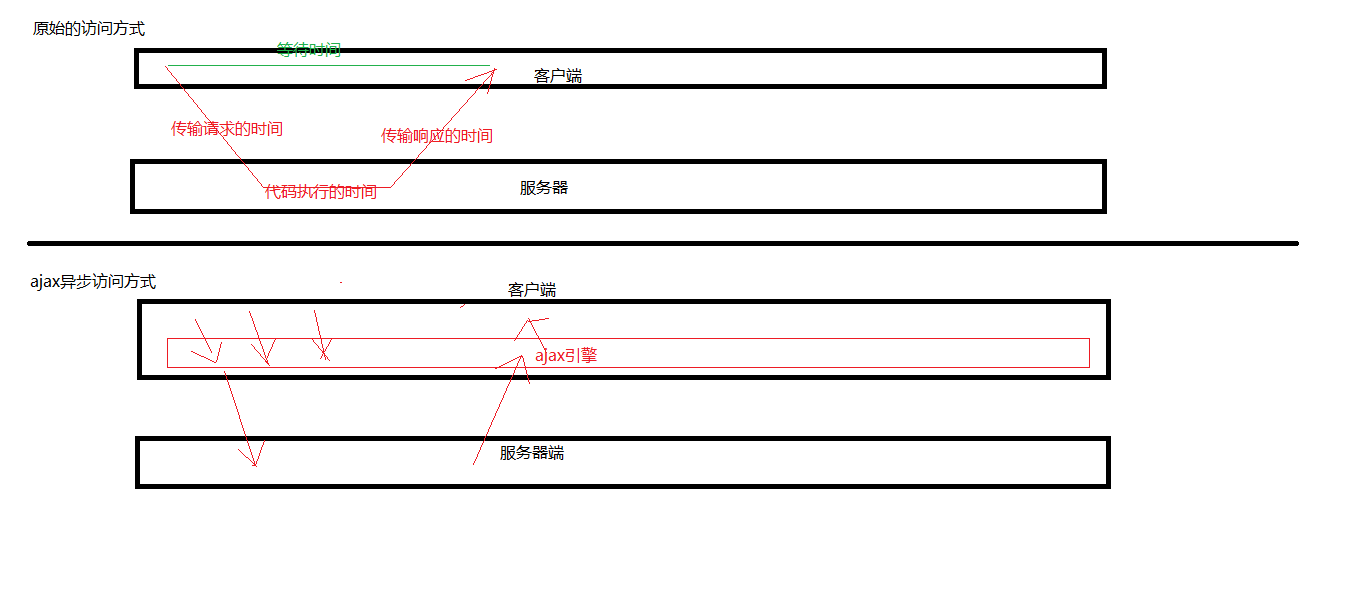 原始的访问方式
等待时间
客户端
传输请求的时间
传输响应的时间
代码执行的时间
服务器
ajax异步访问方式
客户端
ajax引擎
服务器端